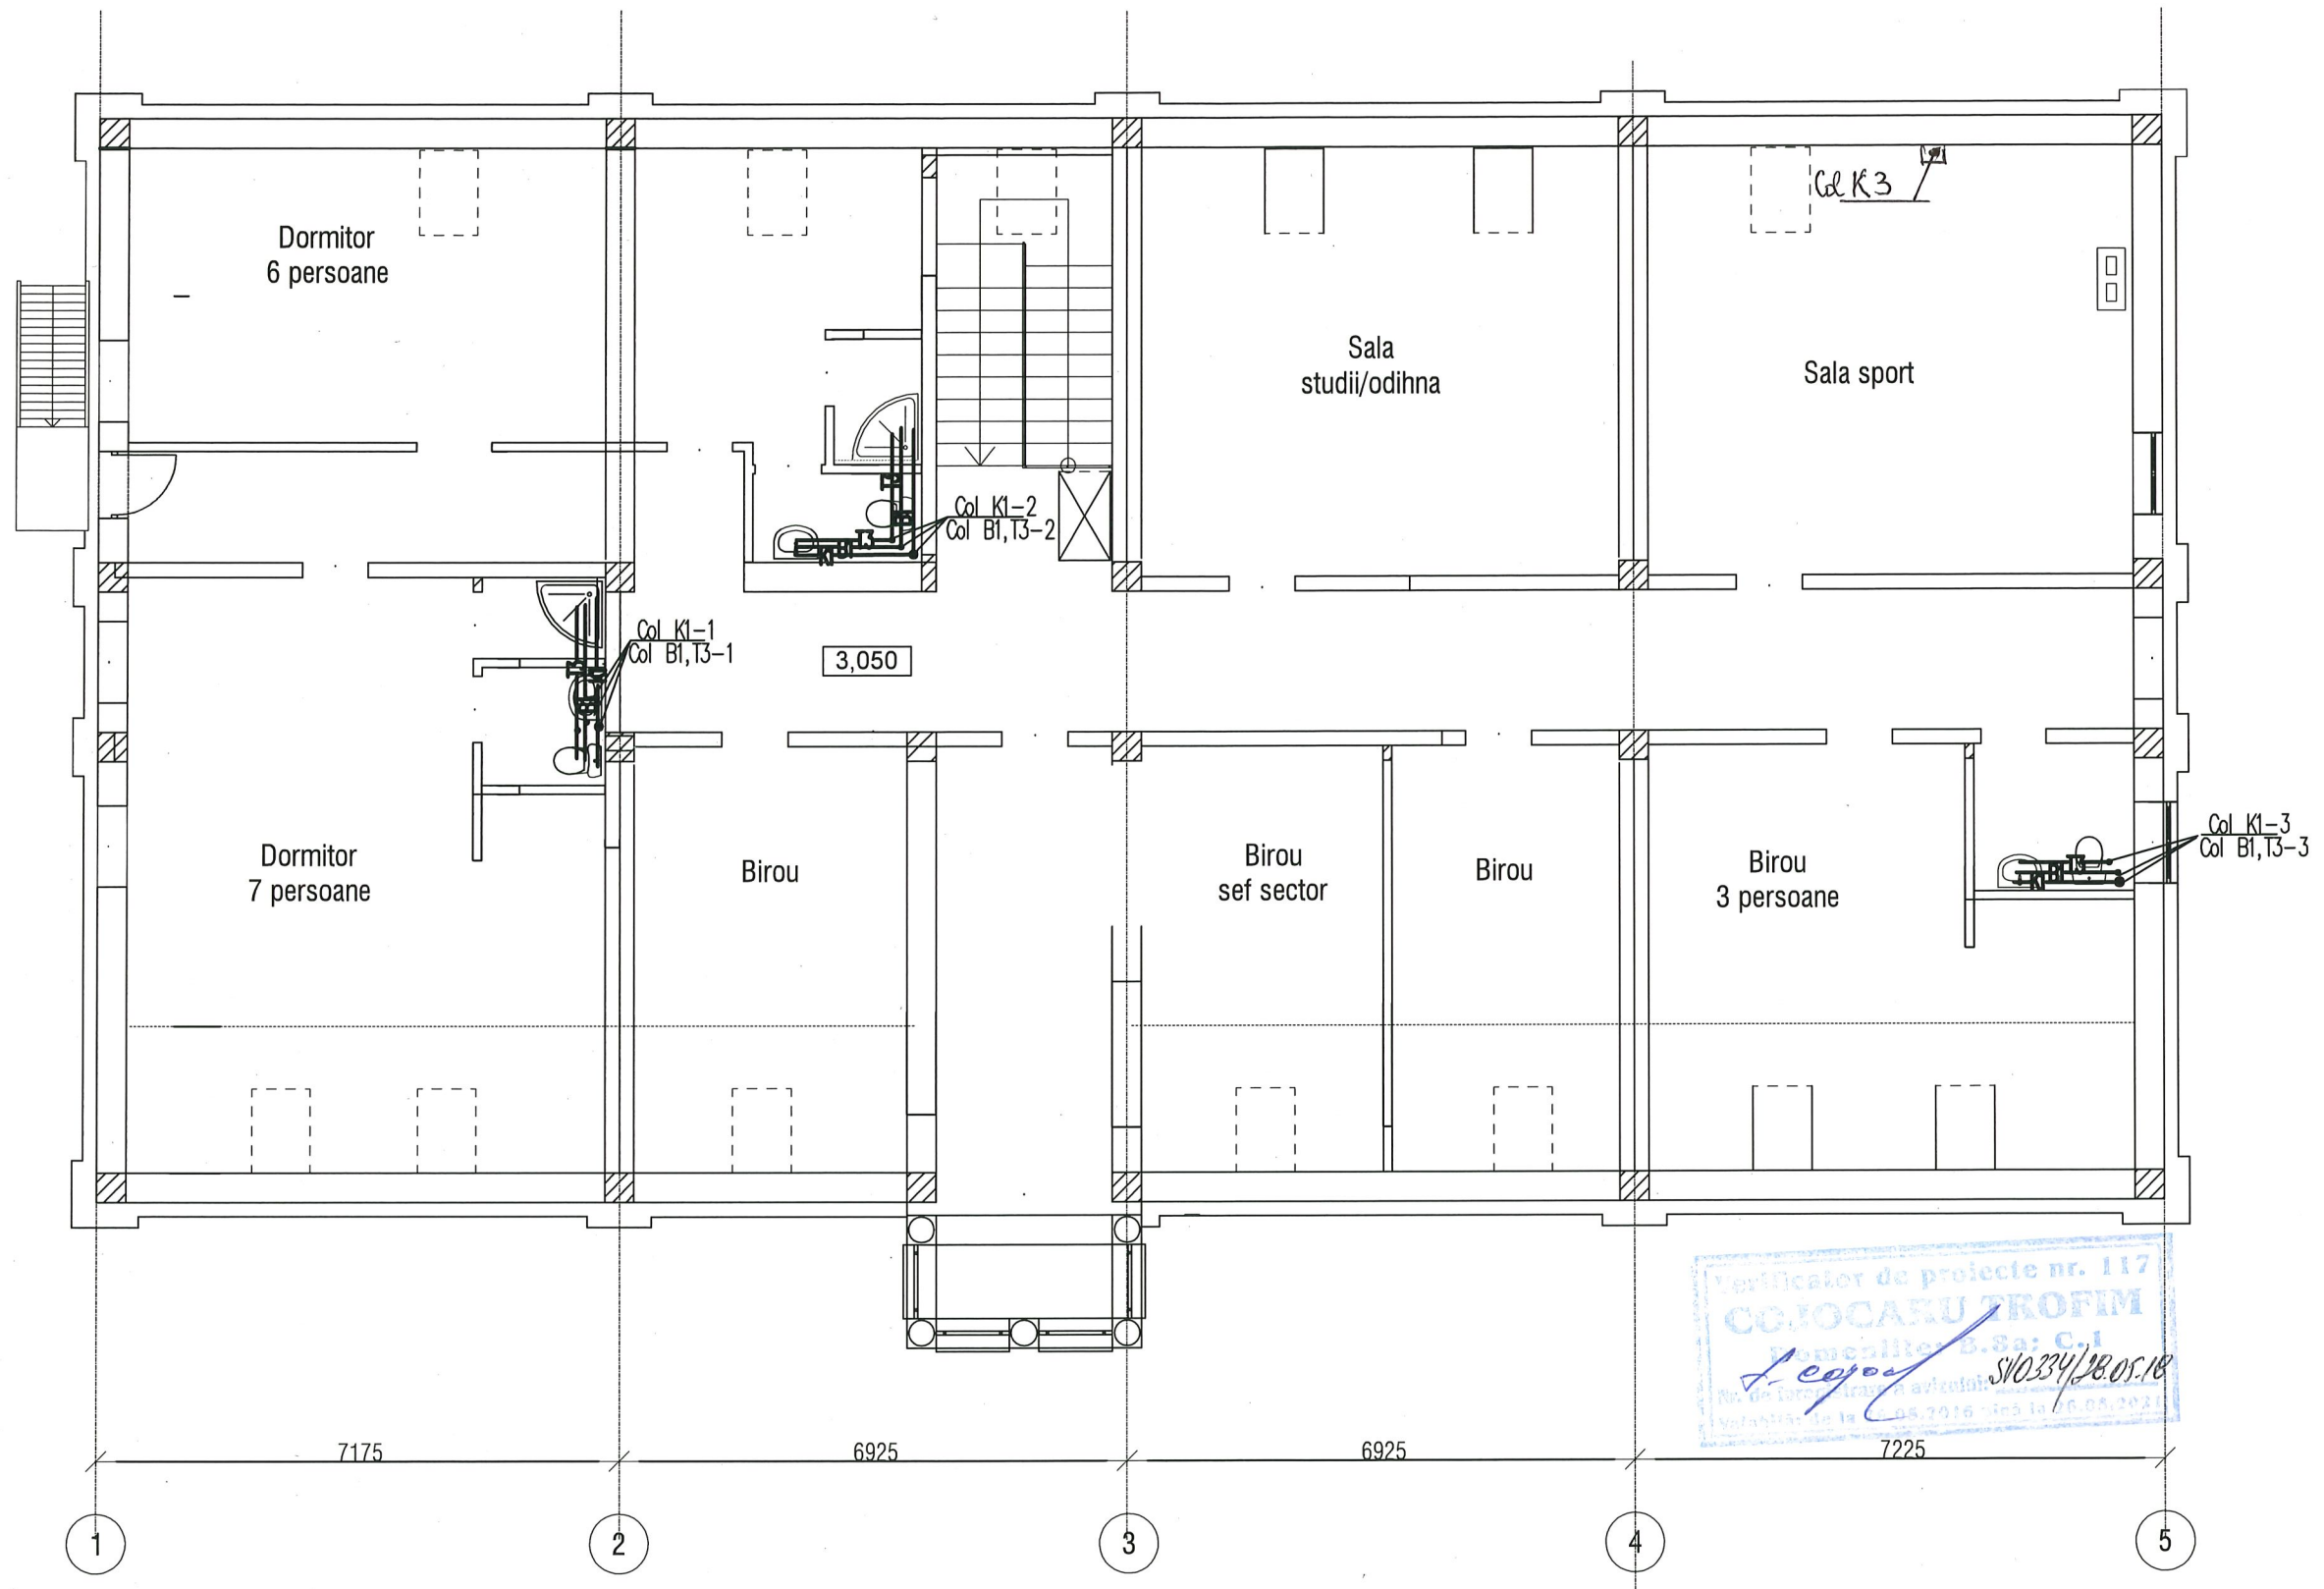 Col K3
Dormitor
6 persoane
Sala
studii/odihna
Sala sport
Col K1-2
Col B1,T3-2
Col K1-1
Col B1,T3-1
3,050
Dormitor
7 persoane
Birou
Birou
sef sector
Birou
Birou
3 persoane
Col K1-3
Col B1,T3-3
Verificator de proiecte nr. 117
COJOCARU TROFIM
B.8a; C.1
SV0334/28.05.18
7175
6925
6925
7225
1
2
3
4
5